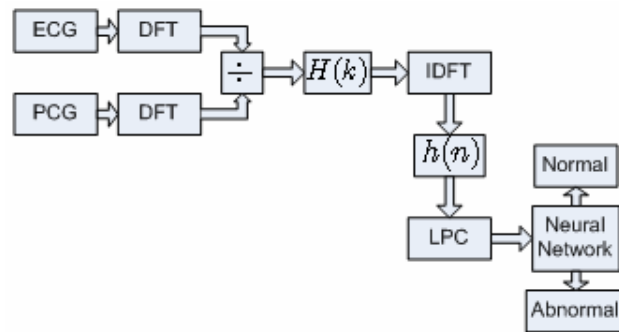 ECG
DFT
÷
H(k)
IDFT
PCG
DFT
h(n)
LPC
Normal
Neural
Network
Abnormal